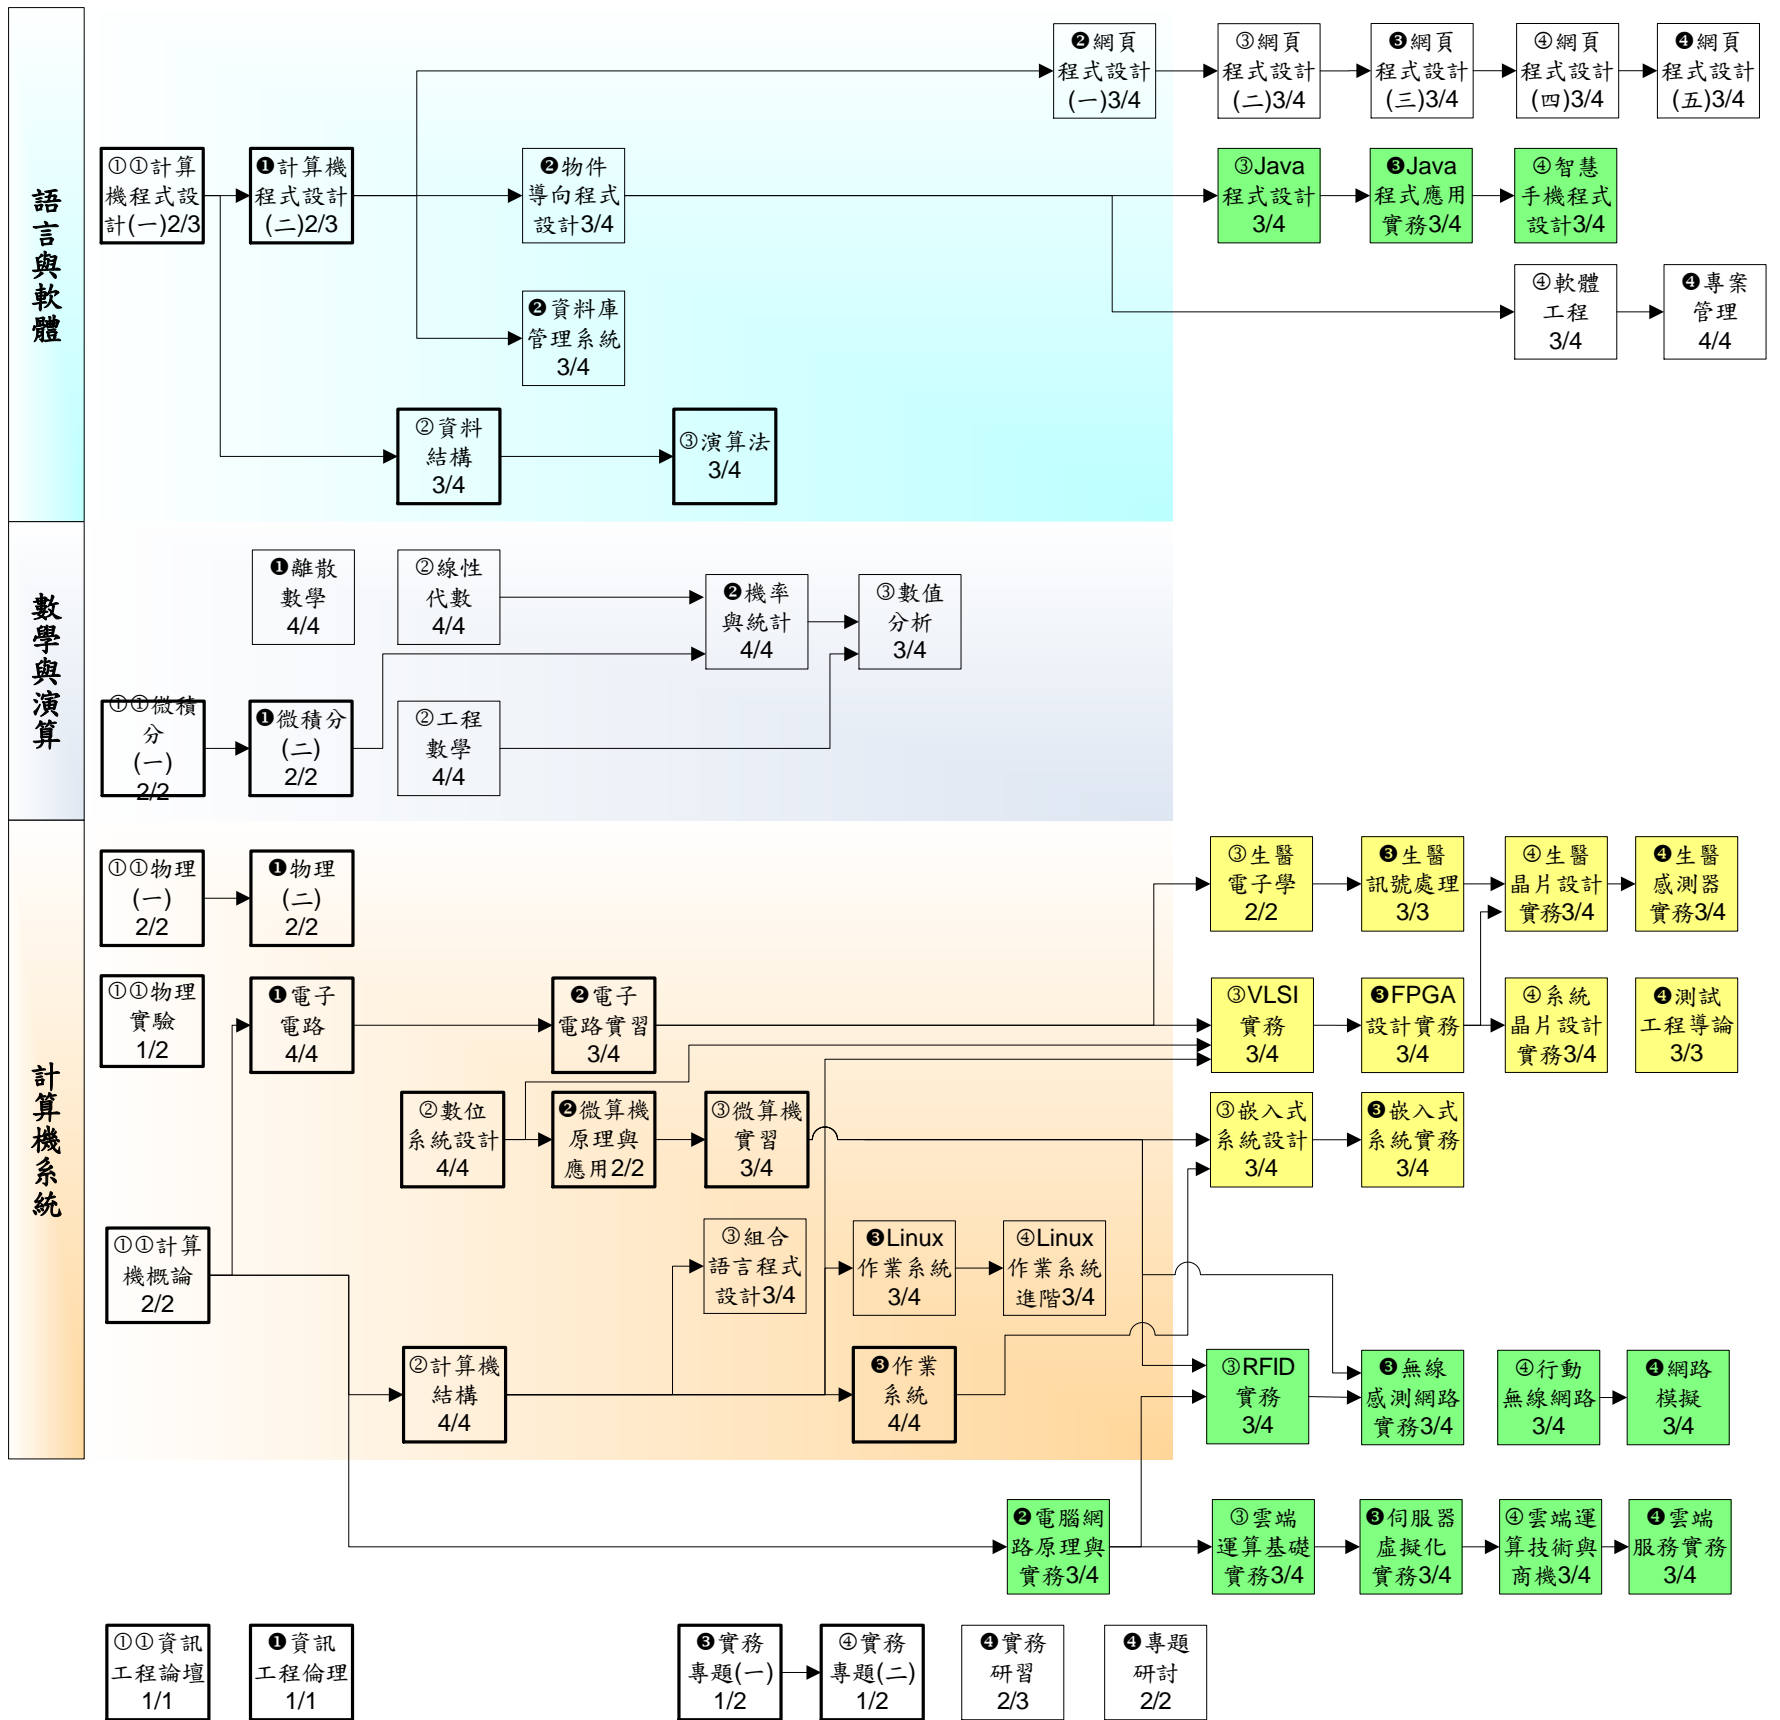 語言與軟體
❷網頁
程式設計
(一)3/4
③網頁
程式設計
(二)3/4
❸網頁
程式設計
(三)3/4
④網頁
程式設計
(四)3/4
❹網頁
程式設計
(五)3/4
①①計算
機程式設
計(一)2/3
❶計算機
程式設計
(二)2/3
❷物件
導向程式
設計3/4
③Java
程式設計
3/4
❸Java
程式應用
實務3/4
④智慧
手機程式
設計3/4
❷資料庫
管理系統
3/4
④軟體
工程
3/4
❹專案
管理
4/4
②資料
結構
3/4
③演算法
3/4
數學與演算
❶離散
數學
4/4
②線性
代數
4/4
❷機率
與統計
4/4
③數值
分析
3/4
①①微積
分
(一)
2/2
❶微積分
(二)
2/2
②工程
數學
4/4
計算機系統
①①物理
(一)
2/2
❶物理
(二)
2/2
③生醫
電子學
2/2
❸生醫
訊號處理
3/3
④生醫
晶片設計
實務3/4
❹生醫
感測器
實務3/4
①①物理
實驗
1/2
❶電子
電路
4/4
❷電子
電路實習
3/4
③VLSI
實務
3/4
❸FPGA
設計實務
3/4
④系統
晶片設計
實務3/4
❹測試
工程導論
3/3
②數位
系統設計
4/4
❷微算機
原理與
應用2/2
③微算機
實習
3/4
③嵌入式
系統設計
3/4
❸嵌入式
系統實務
3/4
①①計算
機概論
2/2
③組合
語言程式
設計3/4
❸Linux
作業系統
3/4
④Linux
作業系統
進階3/4
②計算機
結構
4/4
❸作業
系統
4/4
③RFID
實務
3/4
❸無線
感測網路
實務3/4
④行動
無線網路
3/4
❹網路
模擬
3/4
❷電腦網
路原理與
實務3/4
③雲端
運算基礎
實務3/4
❸伺服器
虛擬化
實務3/4
④雲端運
算技術與
商機3/4
❹雲端
服務實務
3/4
①①資訊
工程論壇
1/1
❶資訊
工程倫理
1/1
❸實務
專題(一)
1/2
④實務
專題(二)
1/2
❹實務
研習
2/3
❹專題
研討
2/2